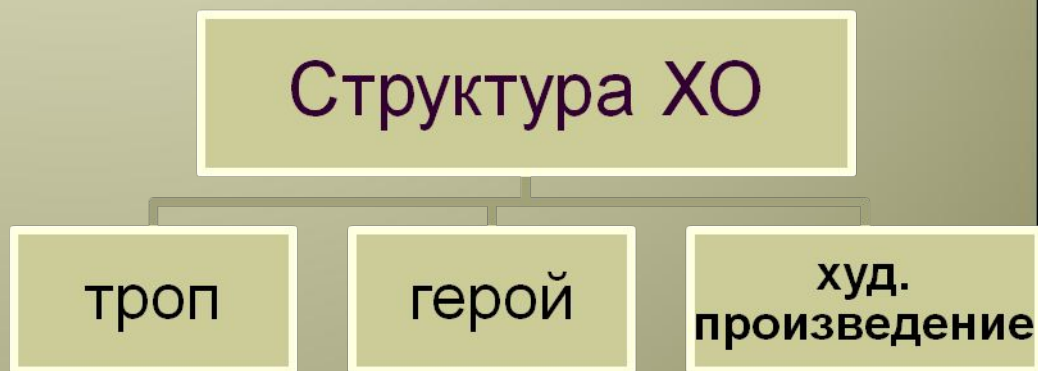 Структура ХО
троп
герой
худ.
произведение